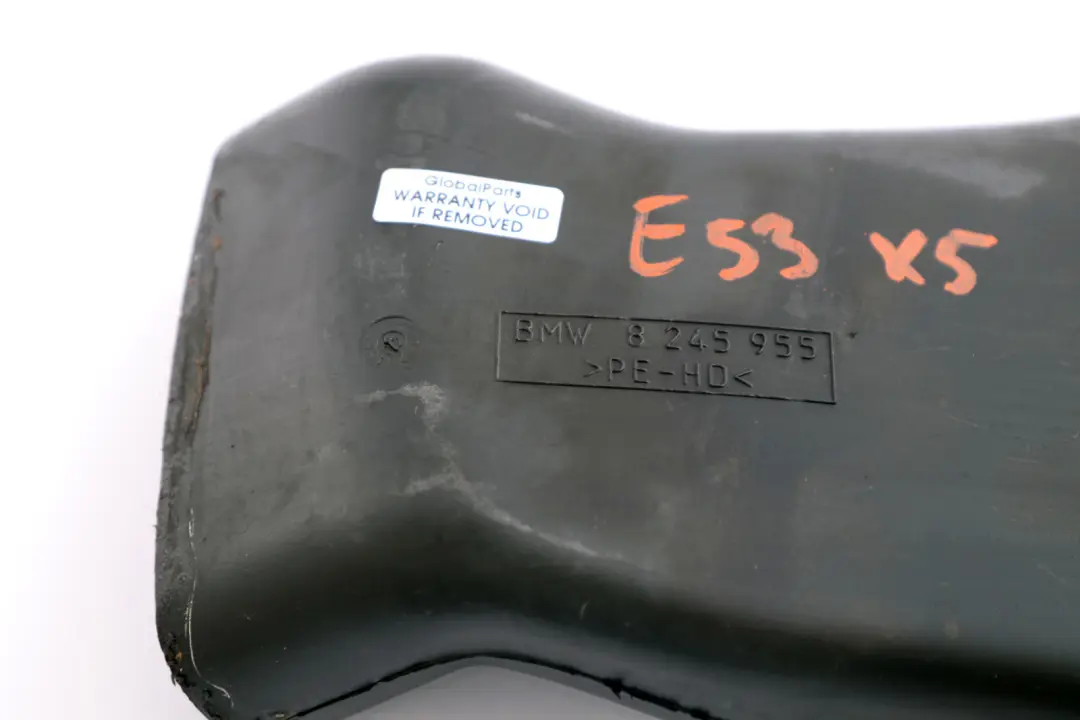 GlobalParts
WARRANTY VOID
IF REMOVED
E53 X5
BMW 8 245 955
>PE-HD<